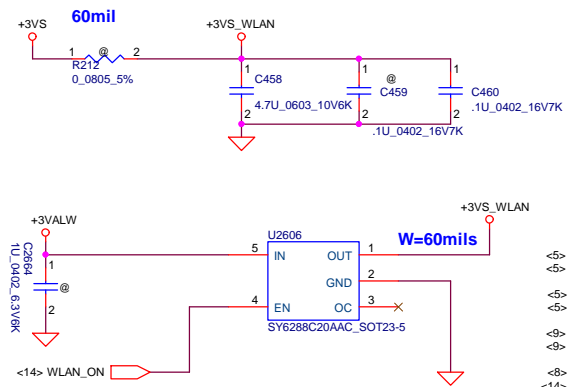 60mil
+3VS
+3VS_WLAN
1 @ 2
R212
0_0805_5%
1
C458
4.7U_0603_10V6K
2
1
@
C459
.1U_0402_16V7K
2
1
C460
.1U_0402_16V7K
2
+3VALW
+3VS_WLAN
C2664
1U_0402_6.3V6K
1
@
2
U2606
W=60mils
5 IN OUT 1
GND 2
4 EN OC 3
SY6288C20AAC_SOT23-5
<14> WLAN_ON
<5>
<5>
<5>
<5>
<9>
<9>
<8>
<14>